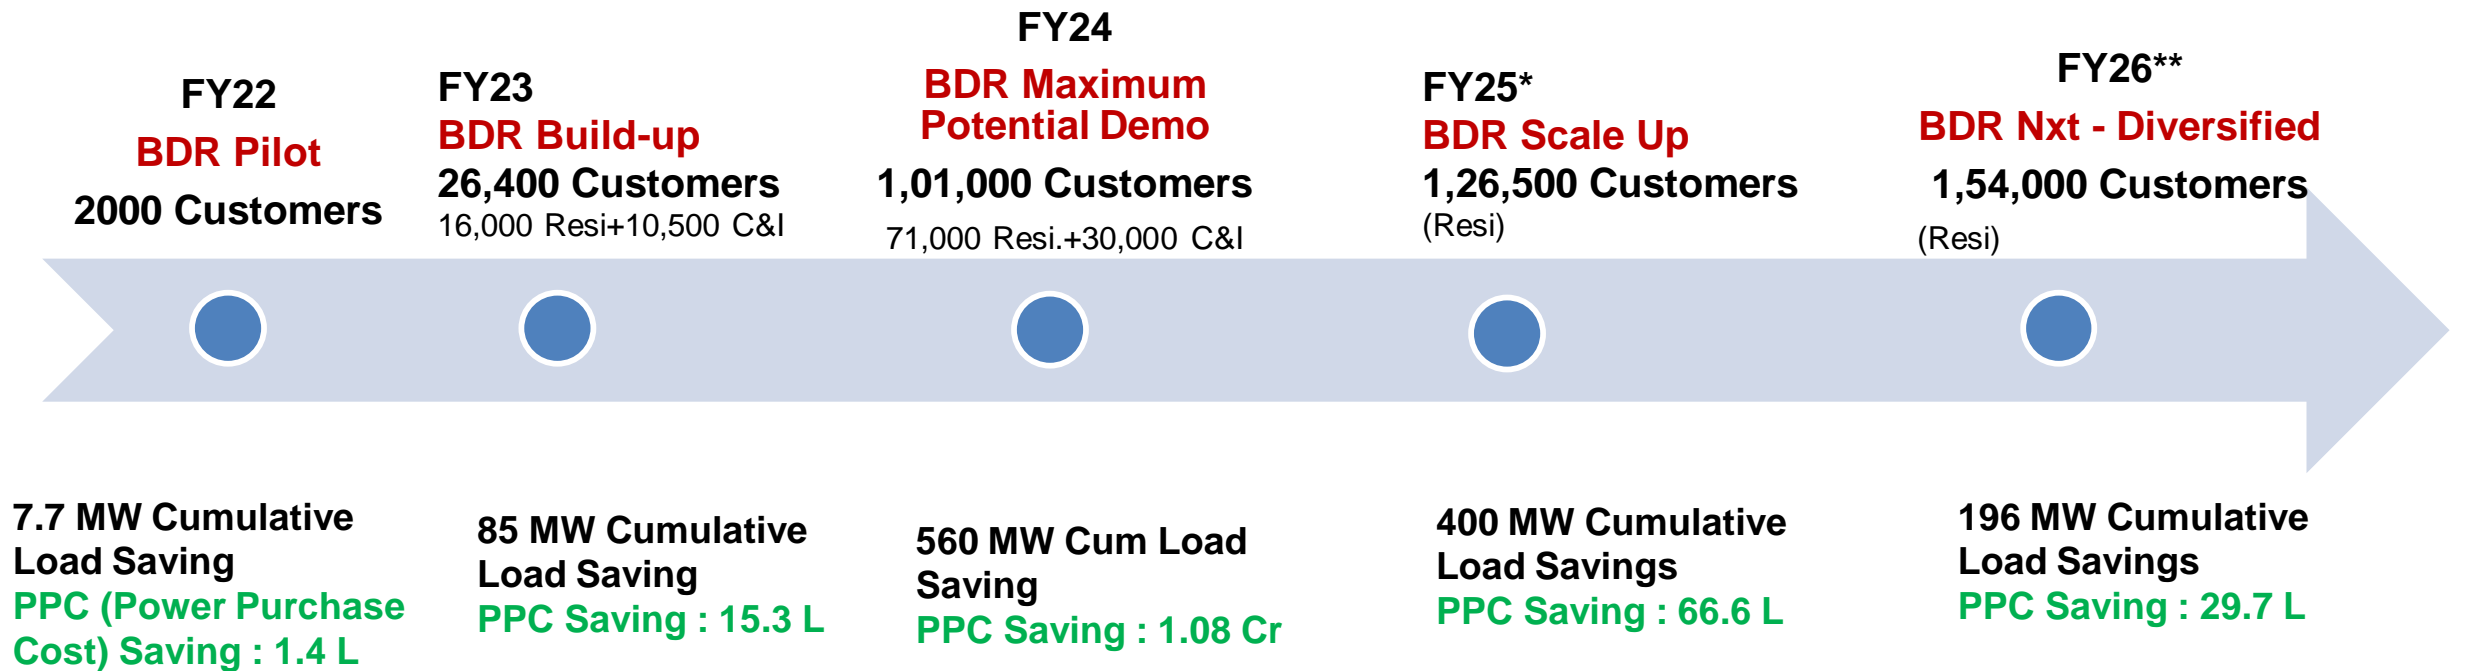 FY22
BDR Pilot
2000 Customers
FY23
BDR Build-up
26,400 Customers
16,000 Resi+10,500 C&I
FY24
BDR Maximum
Potential Demo
1,01,000 Customers
71,000 Resi.+30,000 C&I
FY25*
BDR Scale Up
1,26,500 Customers
(Resi)
FY26**
BDR Nxt - Diversified
1,54,000 Customers
(Resi)
7.7 MW Cumulative
Load Saving
PPC (Power Purchase
Cost) Saving : 1.4 L
85 MW Cumulative
Load Saving
PPC Saving : 15.3 L
560 MW Cum Load
Saving
PPC Saving : 1.08 Cr
400 MW Cumulative
Load Savings
PPC Saving : 66.6 L
196 MW Cumulative
Load Savings
PPC Saving : 29.7 L